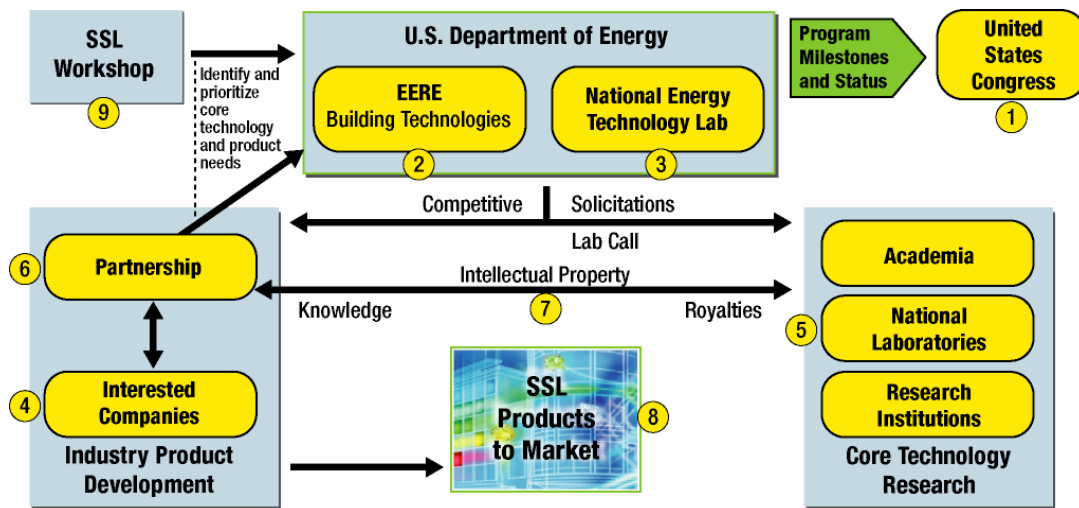 SSL
Workshop
9
Identify and
prioritize
core
technology
and product
needs
U.S. Department of Energy
EERE
Building Technologies
2
National Energy
Technology Lab
3
Program
Milestones
and Status
United
States
Congress
1
Competitive Solicitations
Lab Call
6
Partnership
4
Interested
Companies
Industry Product
Development
Intellectual Property
7
Knowledge
Royalties
SSL
Products
to Market
8
Academia
5
National
Laboratories
Research
Institutions
Core Technology
Research